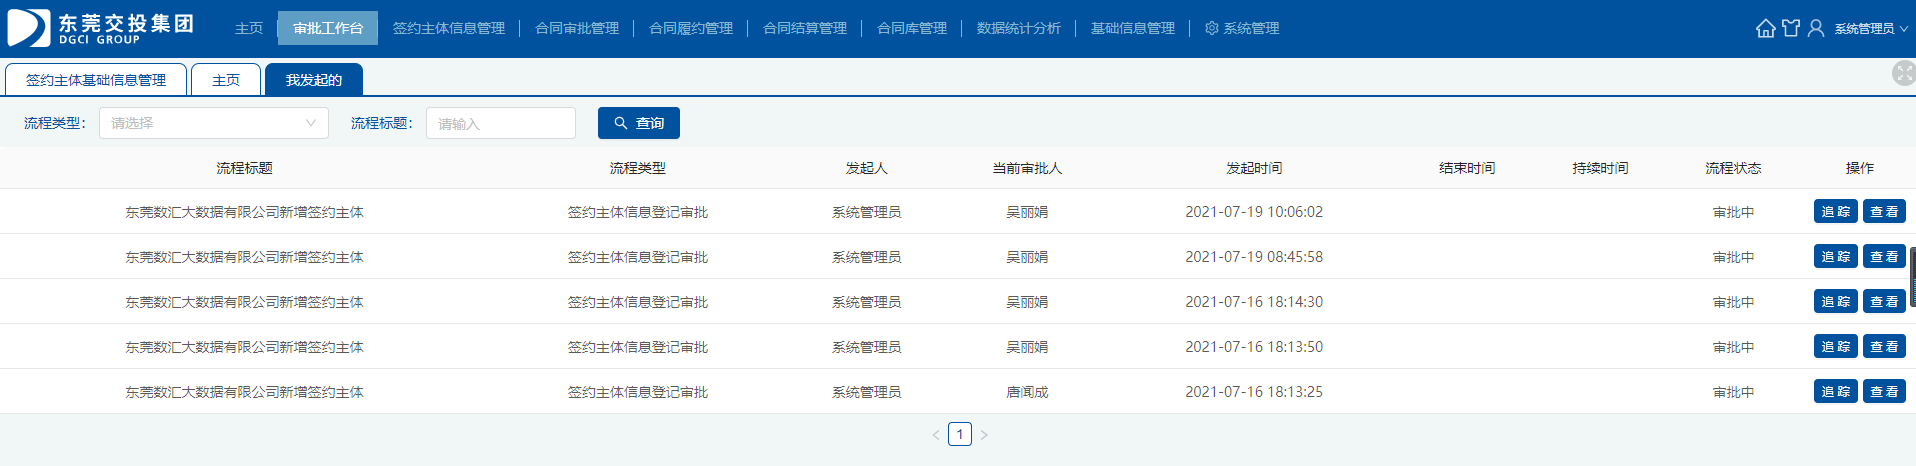 东莞交投集团
DGCI GROUP
主页 审批工作台 签约主体信息管理 合同审批管理 合同履约管理 合同结算管理 合同库管理 数据统计分析 基础信息管理 系统管理 系统管理员
签约主体基础信息管理 主页 我发起的
流程类型: 请选择 流程标题: 请输入 查询
流程标题 流程类型 发起人 当前审批人 发起时间 结束时间 持续时间 流程状态 操作
东莞数汇大数据有限公司新增签约主体 签约主体信息登记审批 系统管理员 吴丽娟 2021-07-19 10:06:02 审批中 追踪 查看
东莞数汇大数据有限公司新增签约主体 签约主体信息登记审批 系统管理员 吴丽娟 2021-07-19 08:45:58 审批中 追踪 查看
东莞数汇大数据有限公司新增签约主体 签约主体信息登记审批 系统管理员 吴丽娟 2021-07-16 18:14:30 审批中 追踪 查看
东莞数汇大数据有限公司新增签约主体 签约主体信息登记审批 系统管理员 吴丽娟 2021-07-16 18:13:50 审批中 追踪 查看
东莞数汇大数据有限公司新增签约主体 签约主体信息登记审批 系统管理员 唐闻成 2021-07-16 18:13:25 审批中 追踪 查看
< 1 >